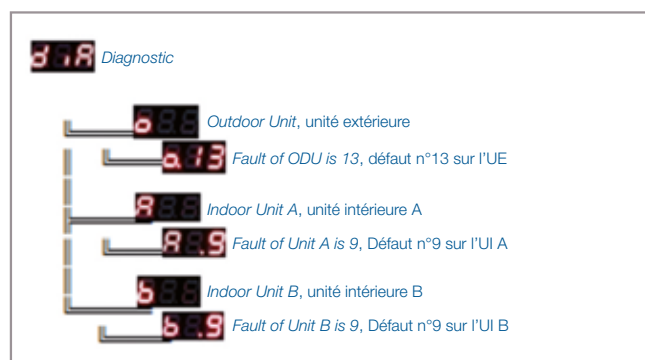 diA Diagnostic
o Outdoor Unit, unité extérieure
o.13 Fault of ODU is 13, défaut n°13 sur l'UE
A Indoor Unit A, unité intérieure A
A .9 Fault of Unit A is 9, Défaut n°9 sur l'UI A
b Indoor Unit B, unité intérieure B
b .9 Fault of Unit B is 9, Défaut n°9 sur l'UI B